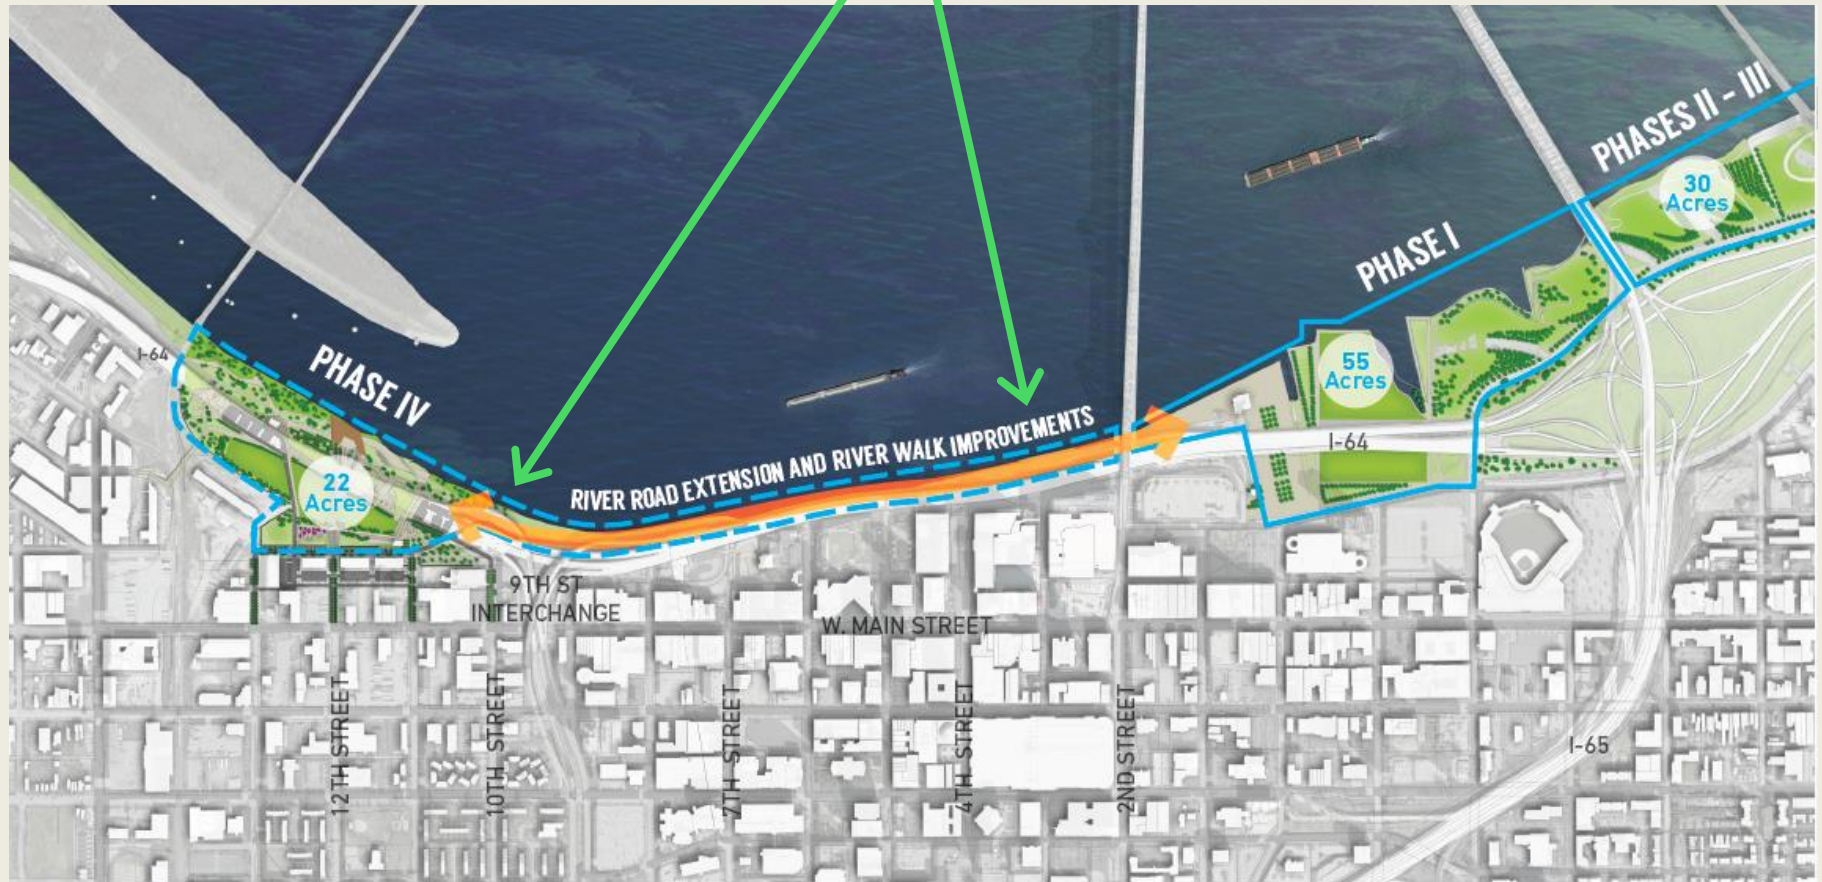 PHASES II - III
30
Acres
PHASE I
55
Acres
I-64
PHASE IV
RIVER ROAD EXTENSION AND RIVER WALK IMPROVEMENTS
I-64
22
Acres
9TH ST
INTERCHANGE
W. MAIN STREET
12TH STREET
10TH STREET
7TH STREET
4TH STREET
2ND STREET
I-65